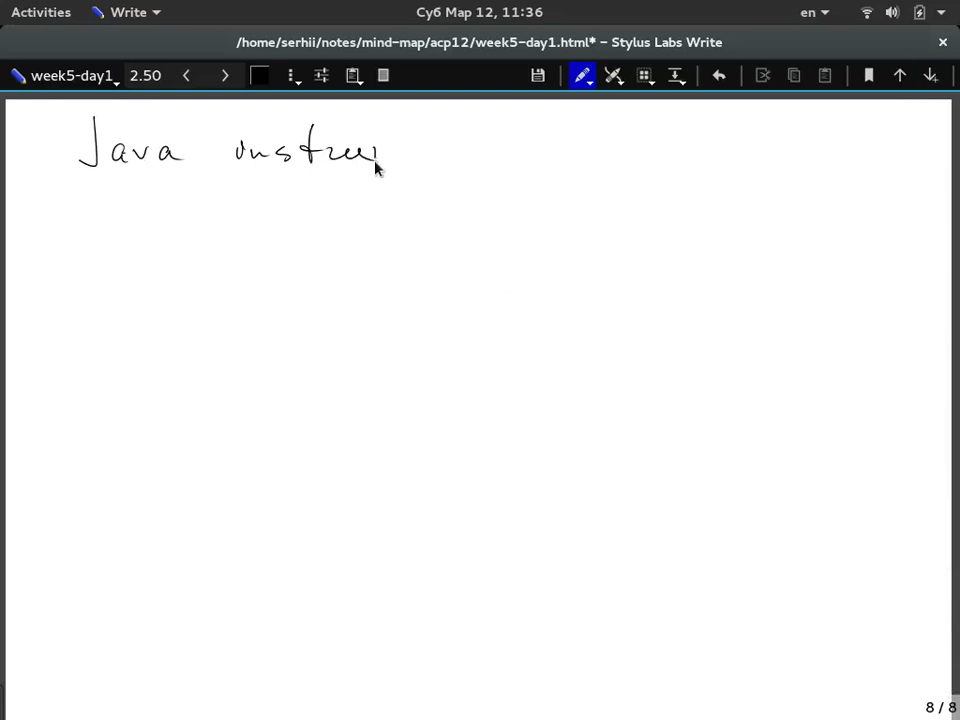 Activities Write Суб Мар 12, 11:36 en
/home/serhii/notes/mind-map/acp12/week5-day1.html* – Stylus Labs Write ×
week5-day1 2.50
Java
8 / 8